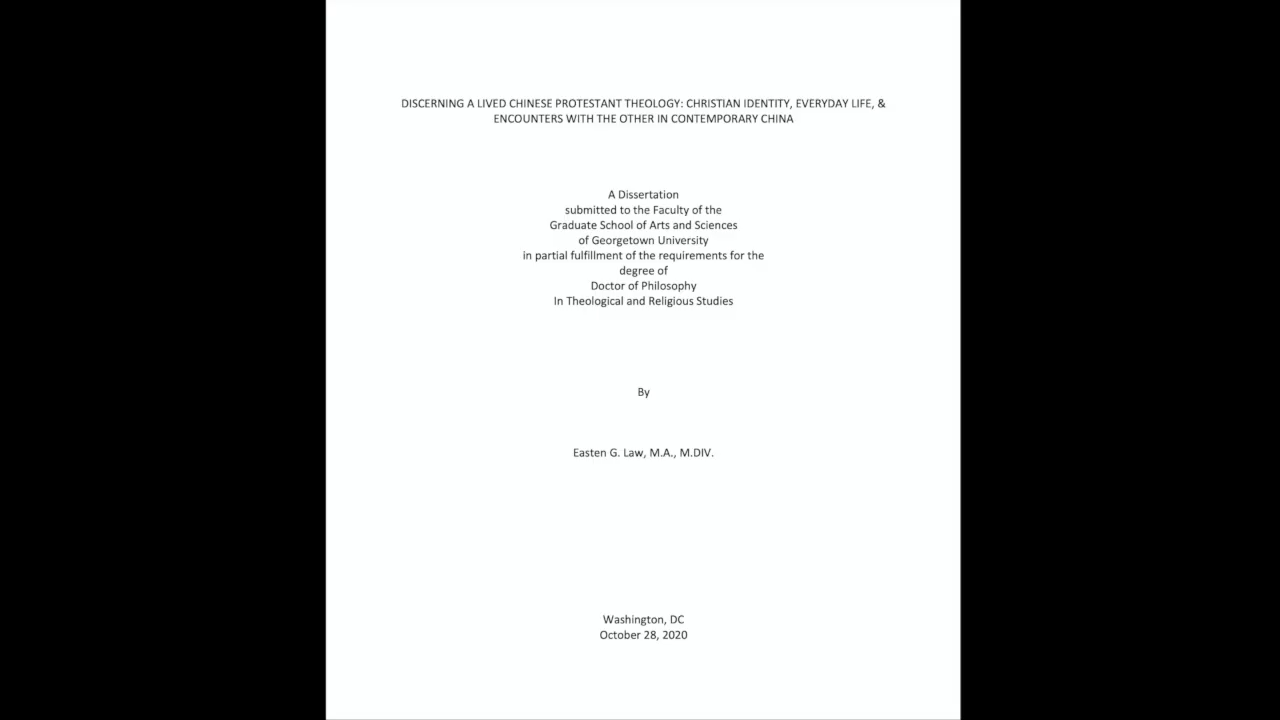 DISCERNING A LIVED CHINESE PROTESTANT THEOLOGY: CHRISTIAN IDENTITY, EVERYDAY LIFE, &
ENCOUNTERS WITH THE OTHER IN CONTEMPORARY CHINA
A Dissertation
submitted to the Faculty of the
Graduate School of Arts and Sciences
of Georgetown University
in partial fulfillment of the requirements for the
degree of
Doctor of Philosophy
In Theological and Religious Studies
By
Easten G. Law, M.A., M.DIV.
Washington, DC
October 28, 2020